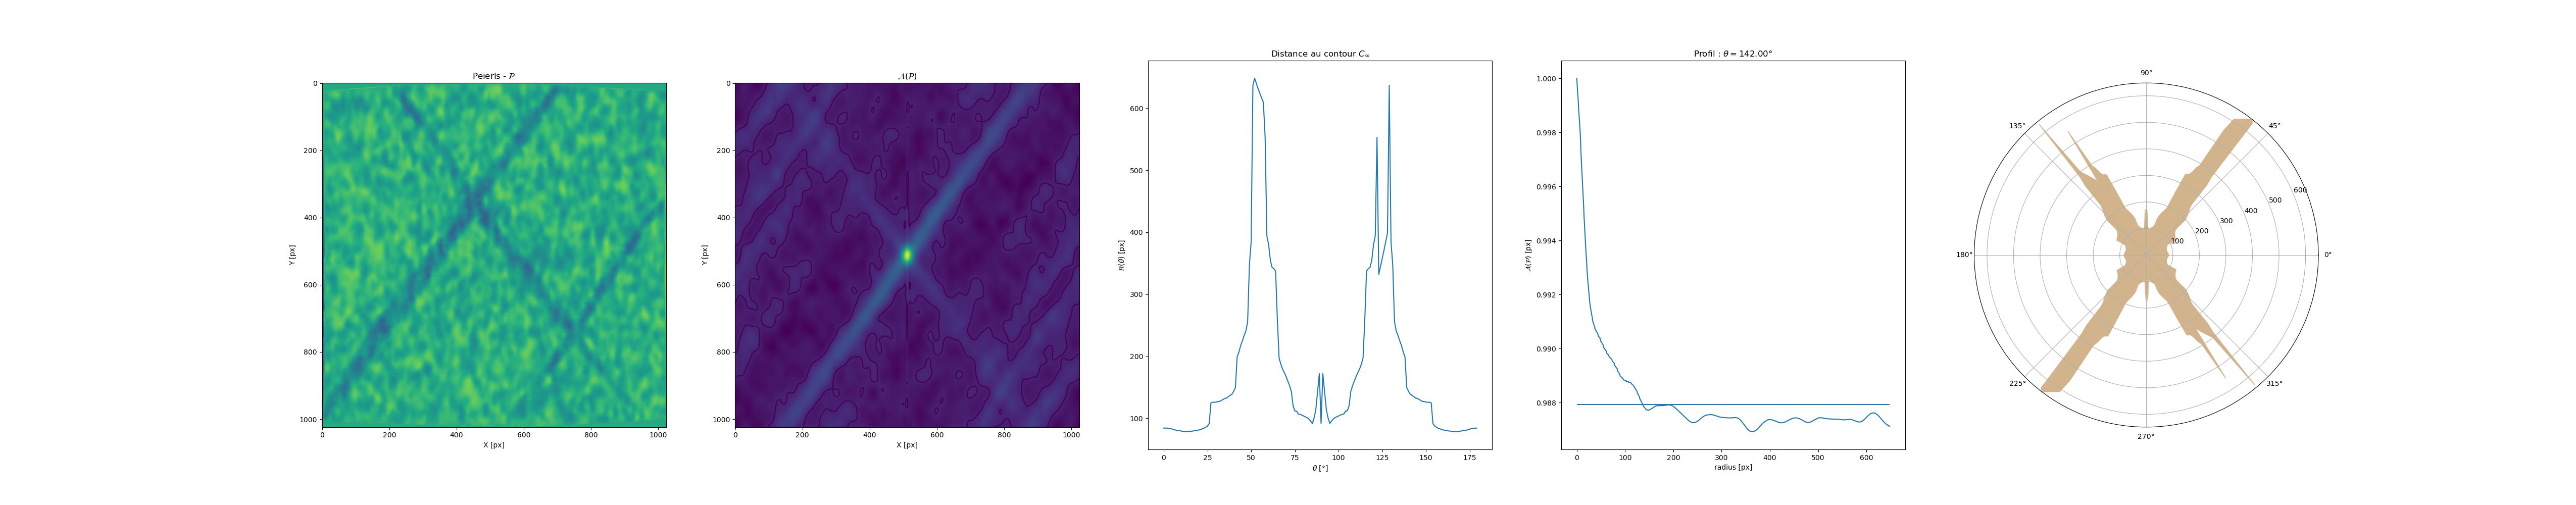 Peierls - 𝒫
0
200
400
600
800
1000
Y [px]
0 200 400 600 800 1000
X [px]
𝒜(𝒫)
0
200
400
600
800
1000
Y [px]
0 200 400 600 800 1000
X [px]
Distance au contour C∞
600
500
400
300
200
100
R(θ) [px]
0 25 50 75 100 125 150 175
θ [°]
Profil : θ = 142.00°
1.000
0.998
0.996
0.994
0.992
0.990
0.988
𝒜(𝒫) [px]
0 100 200 300 400 500 600
radius [px]
90°
135° 45°
180° 0°
225° 315°
270°
100
200
300
400
500
600